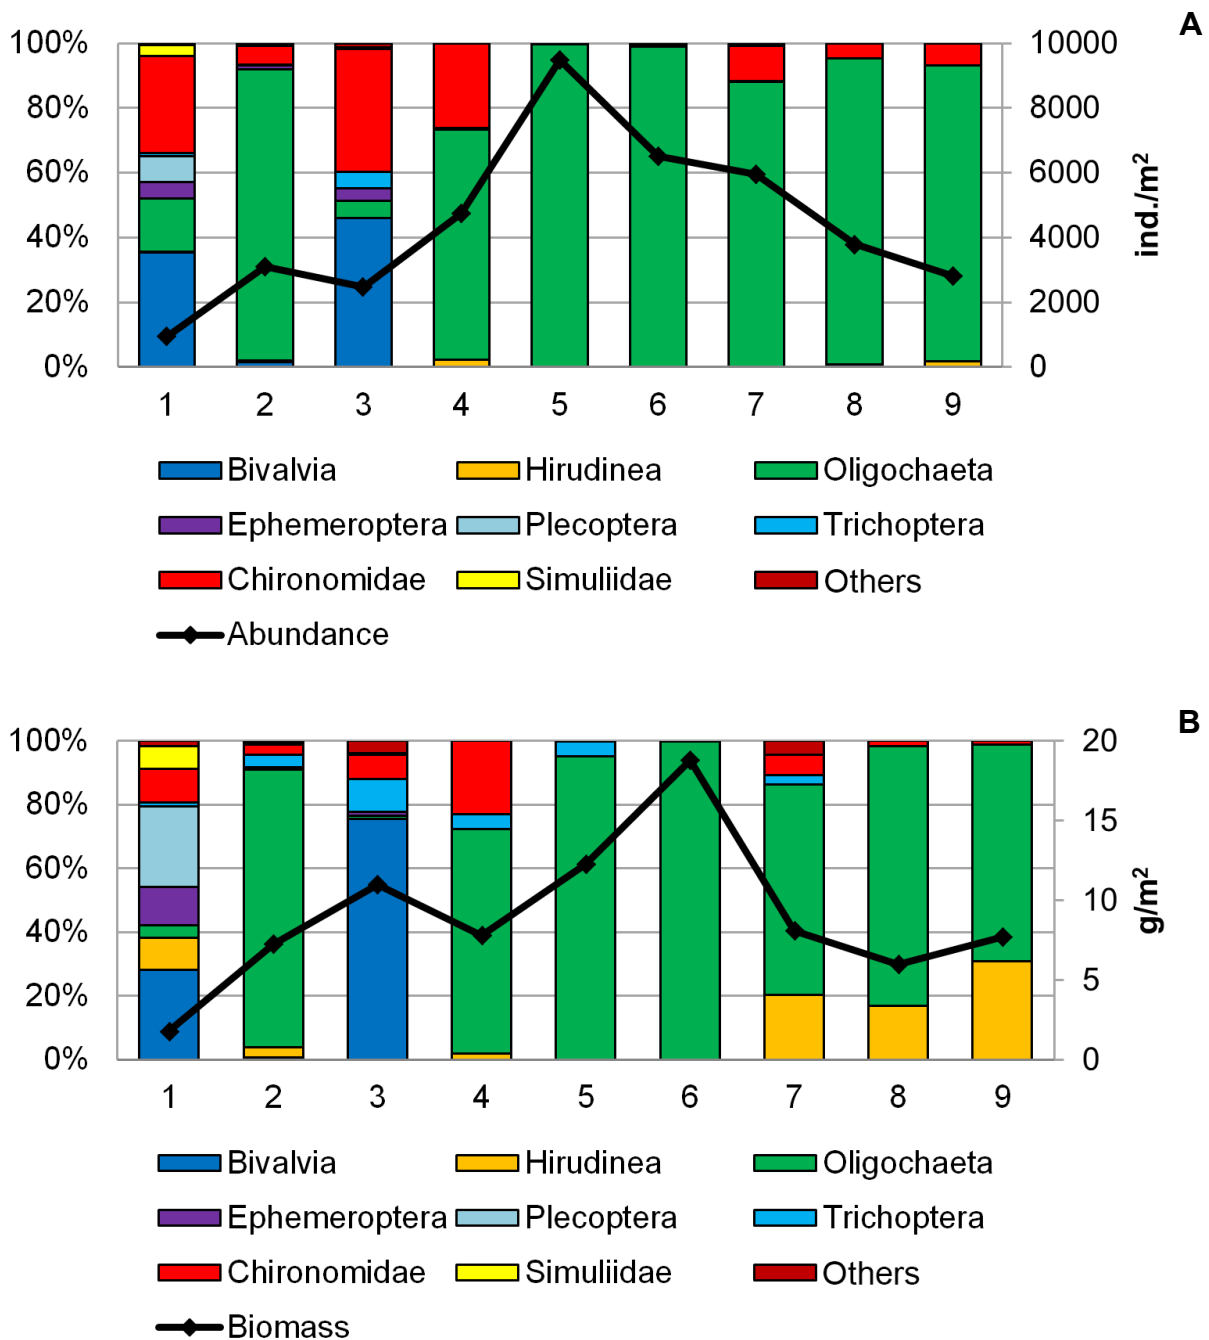 A
100% 10000
80% 8000
60% 6000
40% 4000
20% 2000
0% 0
ind./m²
1 2 3 4 5 6 7 8 9
Bivalvia Hirudinea Oligochaeta
Ephemeroptera Plecoptera Trichoptera
Chironomidae Simuliidae Others
Abundance
B
100% 20
80% 15
60% 10
40% 5
20% 0
0%
g/m²
1 2 3 4 5 6 7 8 9
Bivalvia Hirudinea Oligochaeta
Ephemeroptera Plecoptera Trichoptera
Chironomidae Simuliidae Others
Biomass